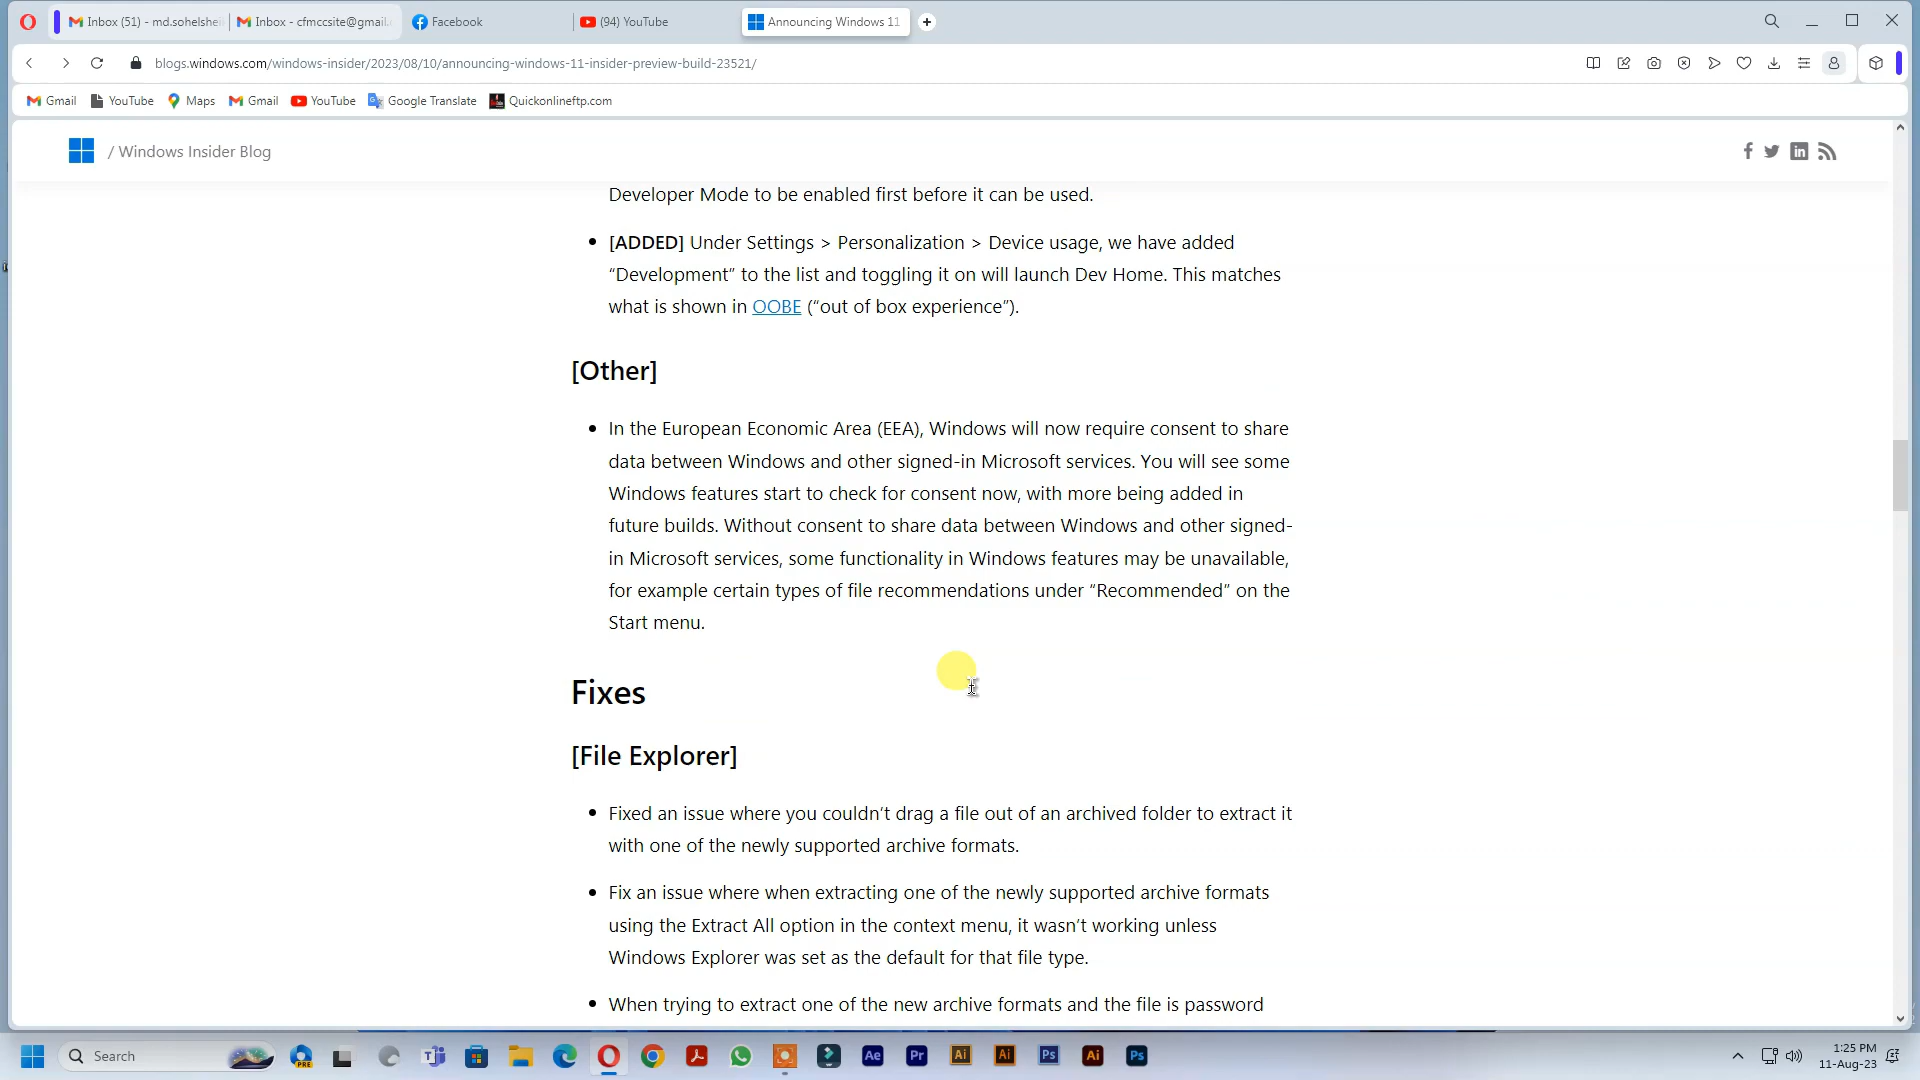 Inbox (51) - md.sohelshei
Inbox - cfmccsite@gmail.
Facebook
(94) YouTube
Announcing Windows 11
blogs.windows.com/windows-insider/2023/08/10/announcing-windows-11-insider-preview-build-23521/
Gmail
YouTube
Maps
Gmail
YouTube
Google Translate
Quickonlineftp.com
/ Windows Insider Blog
Developer Mode to be enabled first before it can be used.
• [ADDED] Under Settings > Personalization > Device usage, we have added
“Development” to the list and toggling it on will launch Dev Home. This matches
what is shown in OOBE (“out of box experience”).
[Other]
• In the European Economic Area (EEA), Windows will now require consent to share
data between Windows and other signed-in Microsoft services. You will see some
Windows features start to check for consent now, with more being added in
future builds. Without consent to share data between Windows and other signed-
in Microsoft services, some functionality in Windows features may be unavailable,
for example certain types of file recommendations under “Recommended” on the
Start menu.
Fixes
[File Explorer]
• Fixed an issue where you couldn’t drag a file out of an archived folder to extract it
with one of the newly supported archive formats.
• Fix an issue where when extracting one of the newly supported archive formats
using the Extract All option in the context menu, it wasn’t working unless
Windows Explorer was set as the default for that file type.
• When trying to extract one of the new archive formats and the file is password
Search
PRE
Ae
Pr
Ai
Ai
Ps
Ai
Ps
1:25 PM
11-Aug-23